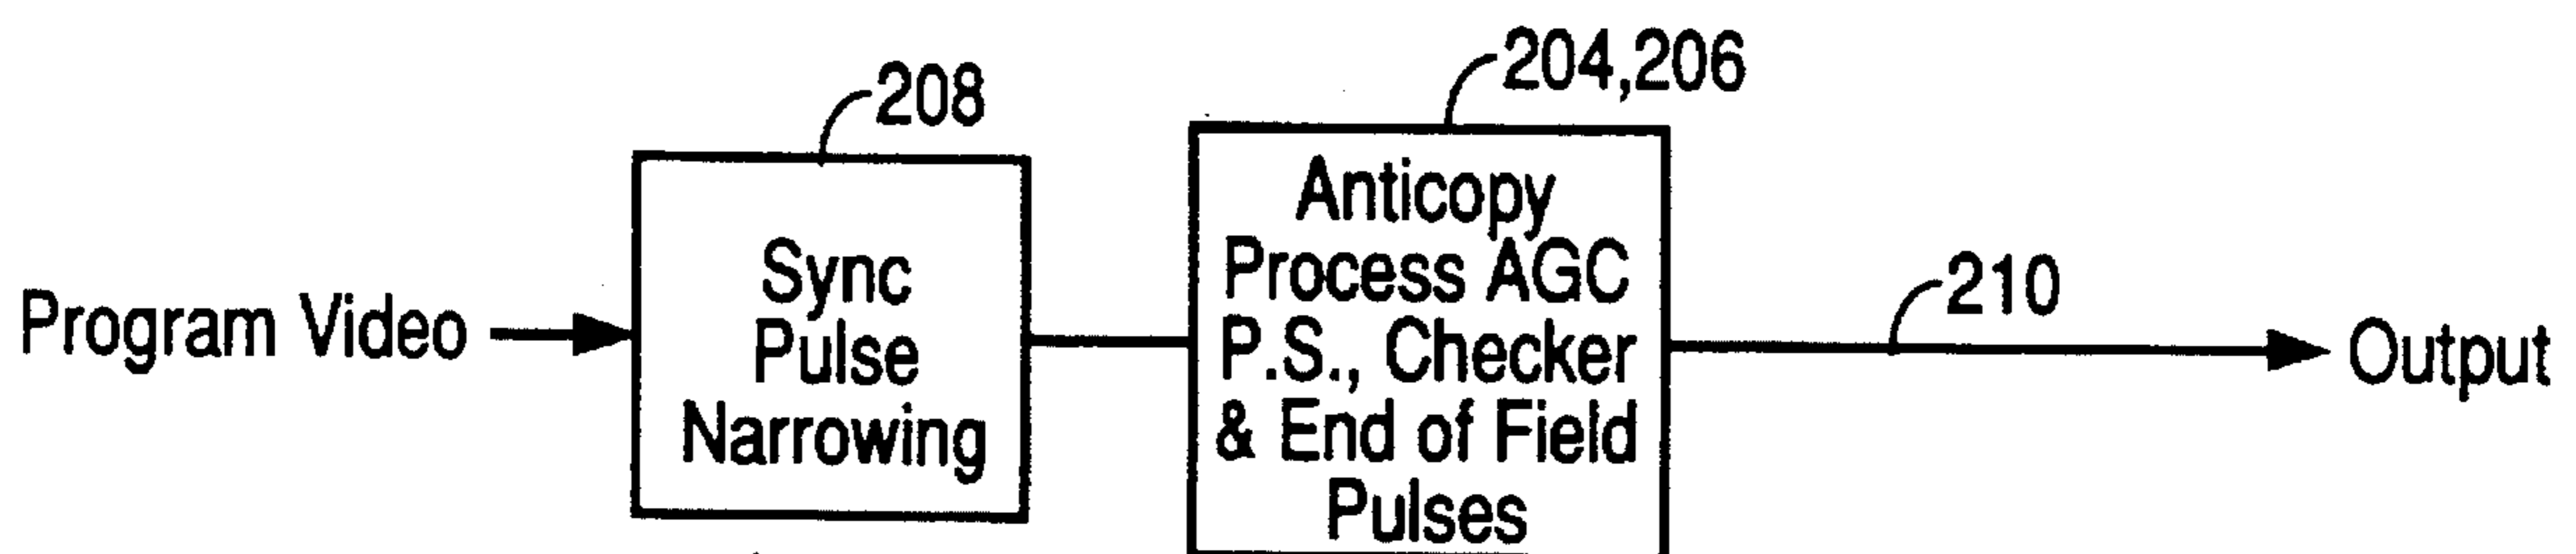 208
204,206
Program Video
Sync
Pulse
Narrowing
Anticopy
Process AGC
P.S., Checker
& End of Field
Pulses
210
Output